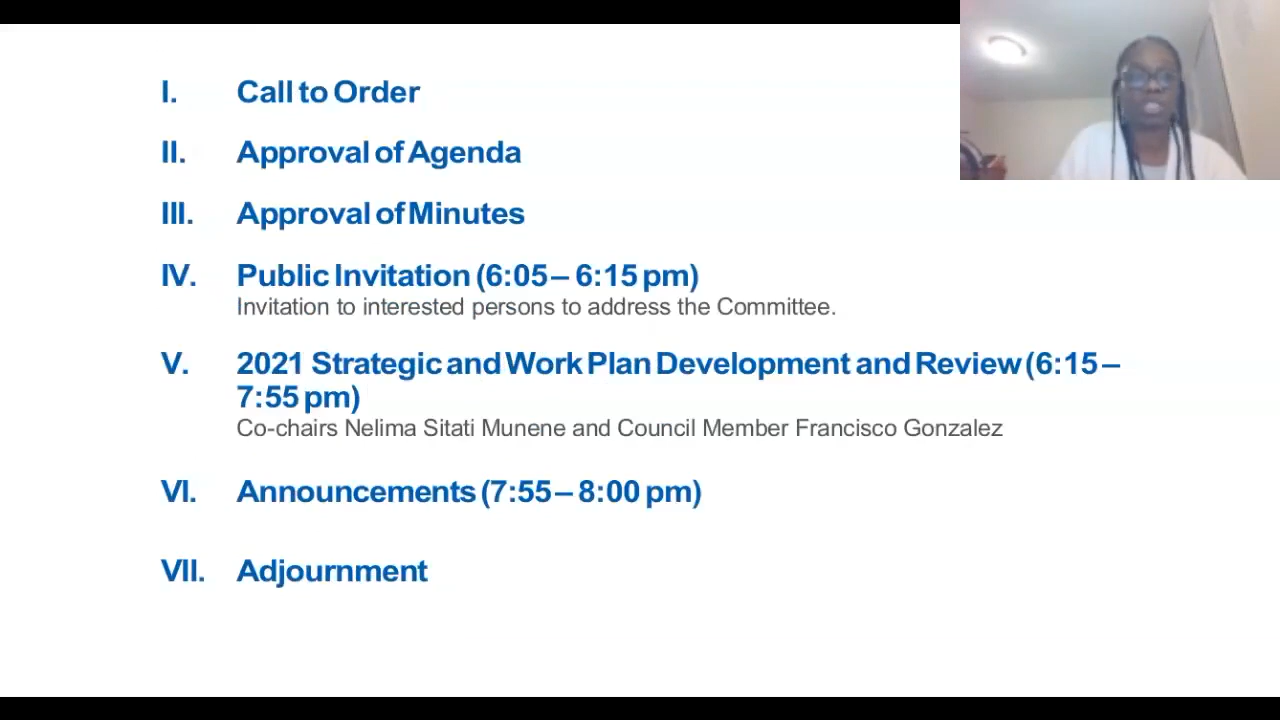 I. Call to Order
II. Approval of Agenda
III. Approval of Minutes
IV. Public Invitation (6:05 – 6:15 pm)
Invitation to interested persons to address the Committee.
V. 2021 Strategic and Work Plan Development and Review (6:15 –
7:55 pm)
Co-chairs Nelima Sitati Munene and Council Member Francisco Gonzalez
VI. Announcements (7:55 – 8:00 pm)
VII. Adjournment